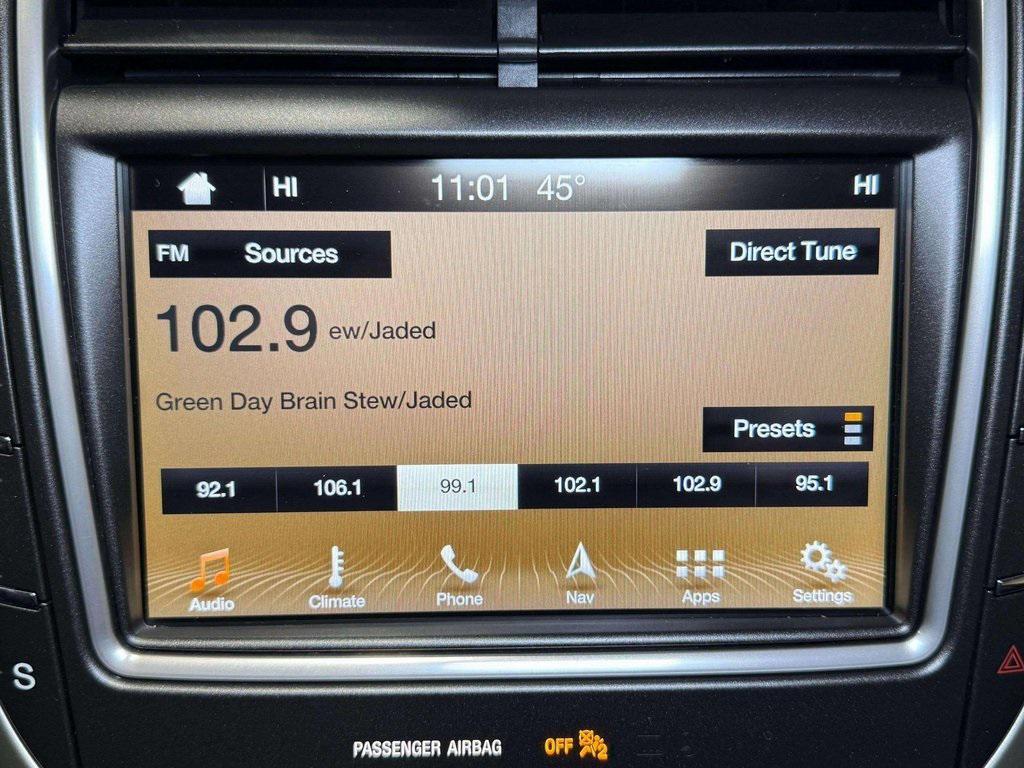 HI 11:01 45° HI
FM Sources Direct Tune
102.9 ew/Jaded
Green Day Brain Stew/Jaded
Presets
92.1 106.1 99.1 102.1 102.9 95.1
Audio Climate Phone Nav Apps Settings
S
PASSENGER AIRBAG OFF 2